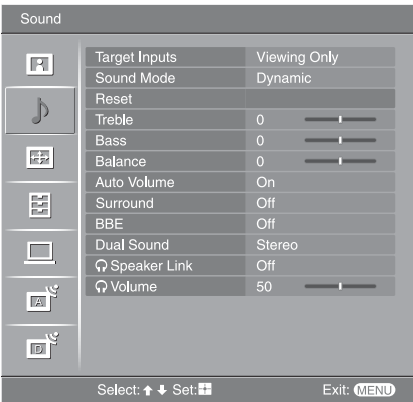 Sound
Target Inputs Viewing Only
Sound Mode Dynamic
Reset
Treble 0
Bass 0
Balance 0
Auto Volume On
Surround Off
BBE Off
Dual Sound Stereo
Speaker Link Off
Volume 50
A
D
Select: Set: Exit: MENU